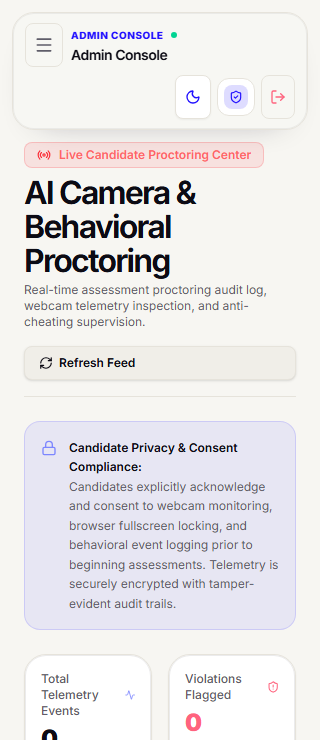 ADMIN CONSOLE
Admin Console
Live Candidate Proctoring Center
AI Camera &
Behavioral
Proctoring
Real-time assessment proctoring audit log,
webcam telemetry inspection, and anti-
cheating supervision.
Refresh Feed
Candidate Privacy & Consent
Compliance:
Candidates explicitly acknowledge
and consent to webcam monitoring,
browser fullscreen locking, and
behavioral event logging prior to
beginning assessments. Telemetry is
securely encrypted with tamper-
evident audit trails.
Total
Telemetry
Events
0
Violations
Flagged
0